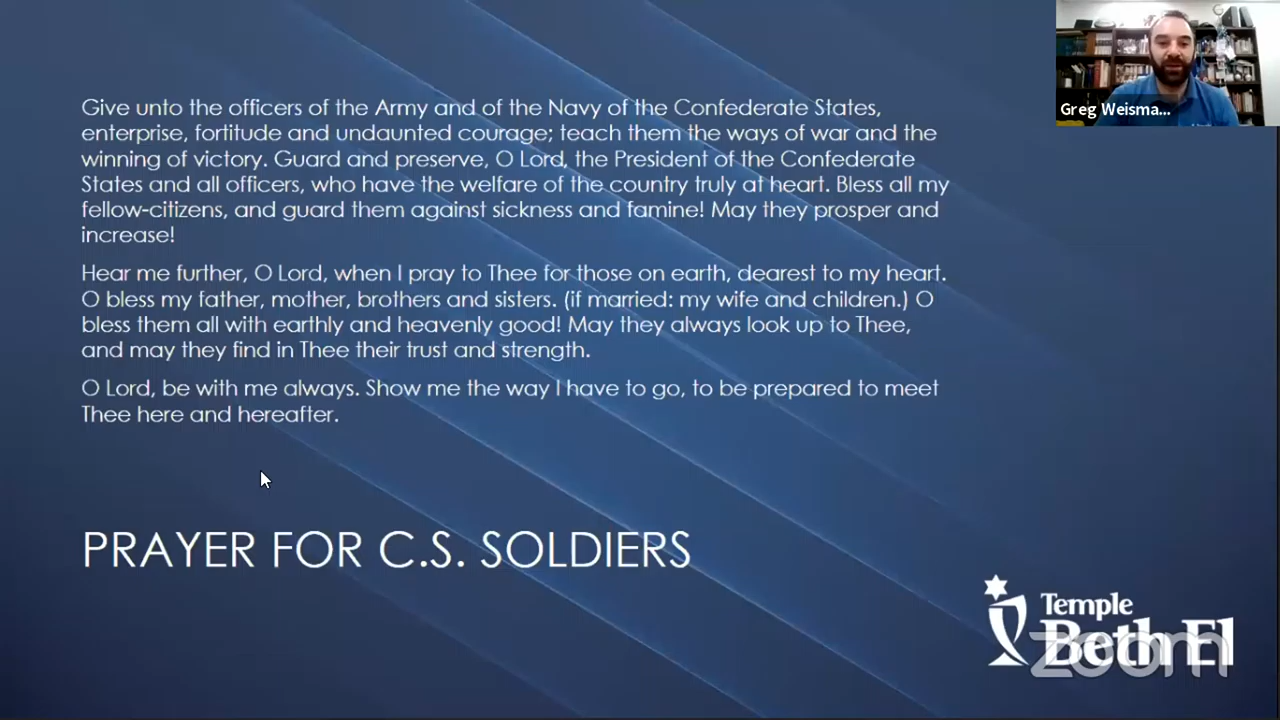 Give unto the officers of the Army and of the Navy of the Confederate States,
enterprise, fortitude and undaunted courage; teach them the ways of war and the
winning of victory. Guard and preserve, O Lord, the President of the Confederate
States and all officers, who have the welfare of the country truly at heart. Bless all my
fellow-citizens, and guard them against sickness and famine! May they prosper and
increase!
Hear me further, O Lord, when I pray to Thee for those on earth, dearest to my heart.
O bless my father, mother, brothers and sisters. (if married: my wife and children.) O
bless them all with earthly and heavenly good! May they always look up to Thee,
and may they find in Thee their trust and strength.
O Lord, be with me always. Show me the way I have to go, to be prepared to meet
Thee here and hereafter.
PRAYER FOR C.S. SOLDIERS
Greg Weisma...
Temple
Beth El
zoom